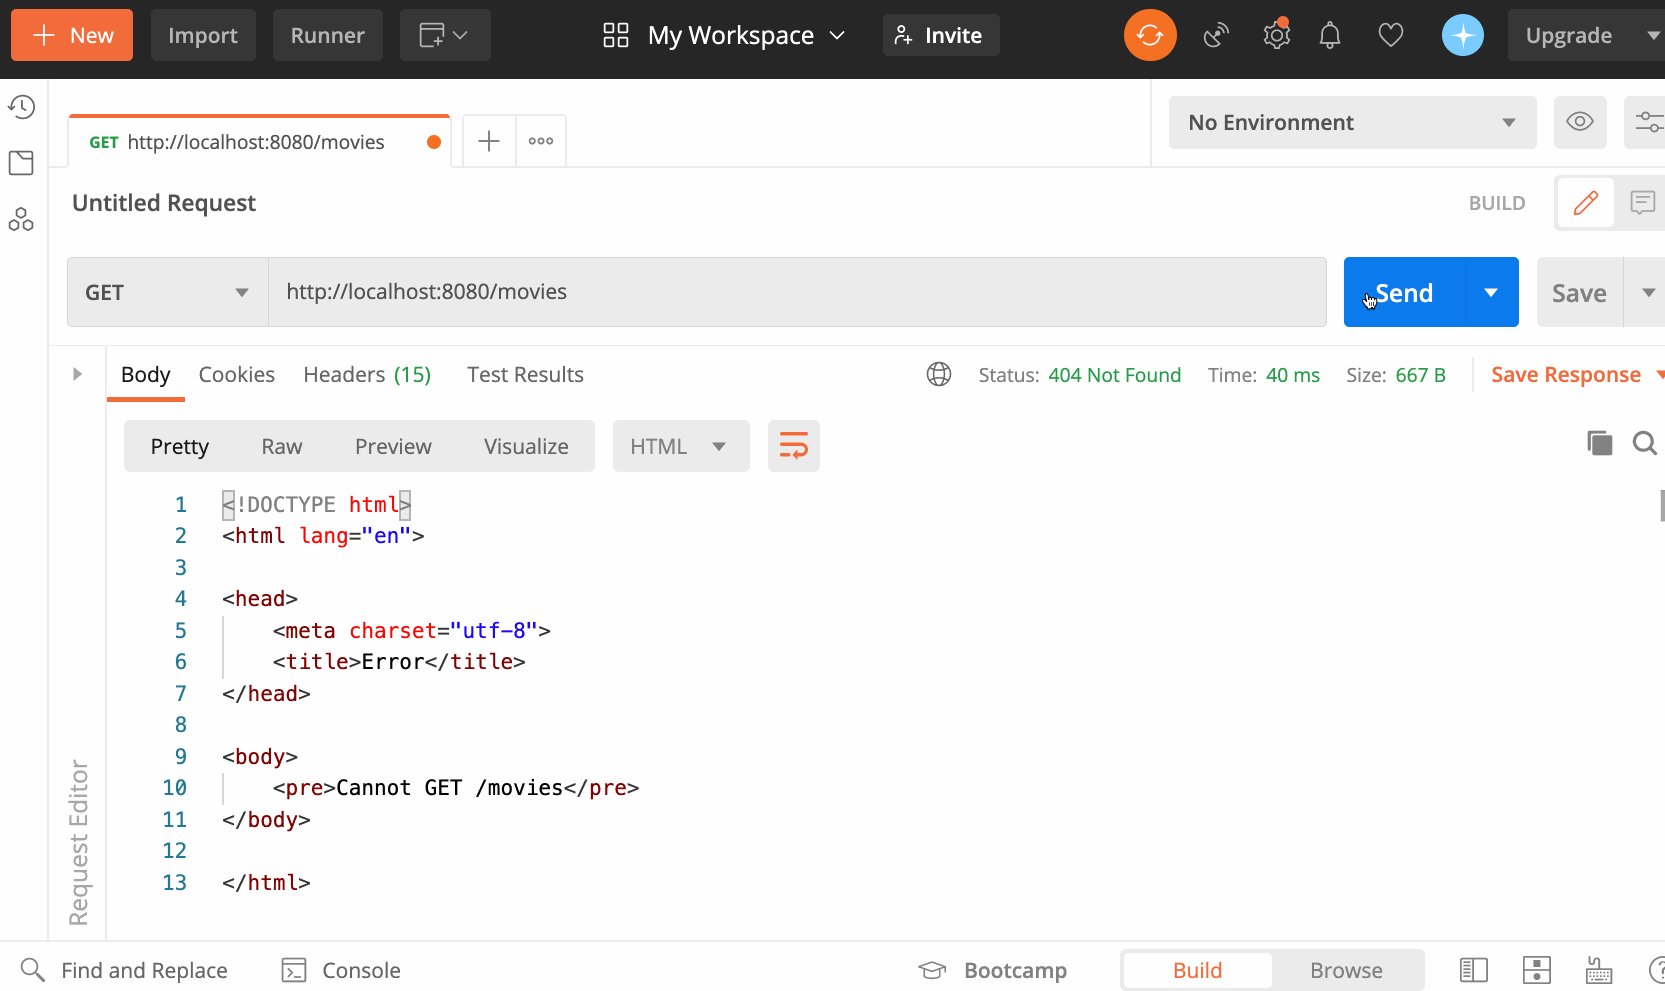 New Import Runner My Workspace Invite Upgrade
GET http://localhost:8080/movies No Environment
Untitled Request BUILD
GET http://localhost:8080/movies Send Save
Body Cookies Headers (15) Test Results Status: 404 Not Found Time: 40 ms Size: 667 B Save Response
Pretty Raw Preview Visualize HTML
1 <!DOCTYPE html>
2 <html lang="en">
3
4 <head>
5 <meta charset="utf-8">
6 <title>Error</title>
7 </head>
8
9 <body>
10 <pre>Cannot GET /movies</pre>
11 </body>
12
13 </html>
Request Editor
Find and Replace Console Bootcamp Build Browse